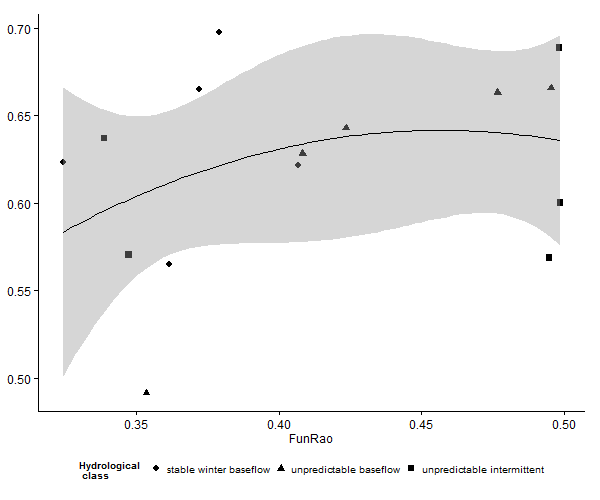 0.70
0.65
0.60
0.55
0.50
0.35 0.40 0.45 0.50
FunRao
Hydrological
class
stable winter baseflow unpredictable baseflow unpredictable intermittent